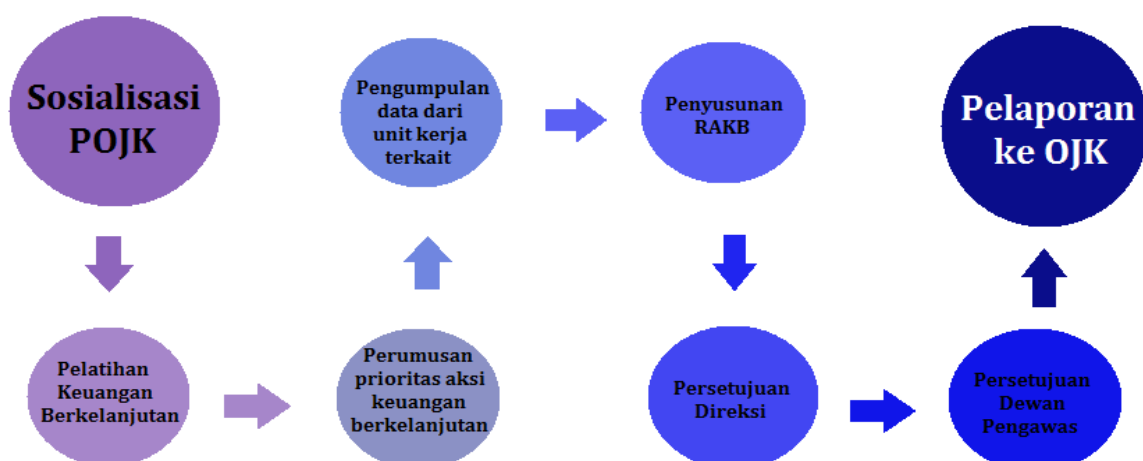 Sosialisasi
POJK
Pelatihan
Keuangan
Berkelanjutan
Perumusan
prioritas aksi
keuangan
berkelanjutan
Pengumpulan
data dari
unit kerja
terkait
Penyusunan
RAKB
Persetujuan
Direksi
Persetujuan
Dewan
Pengawas
Pelaporan
ke OJK